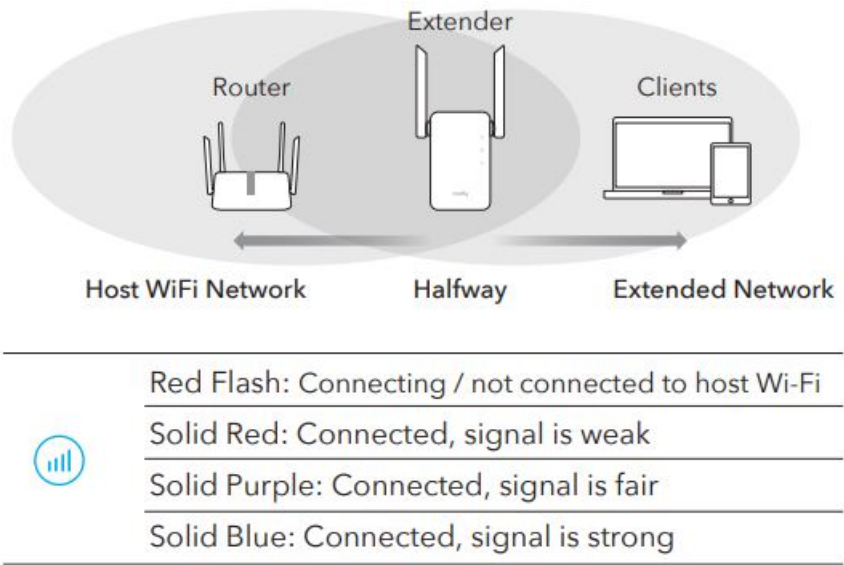 Extender
Router
Clients
Host WiFi Network
Halfway
Extended Network
Red Flash: Connecting / not connected to host Wi-Fi
Solid Red: Connected, signal is weak
Solid Purple: Connected, signal is fair
Solid Blue: Connected, signal is strong